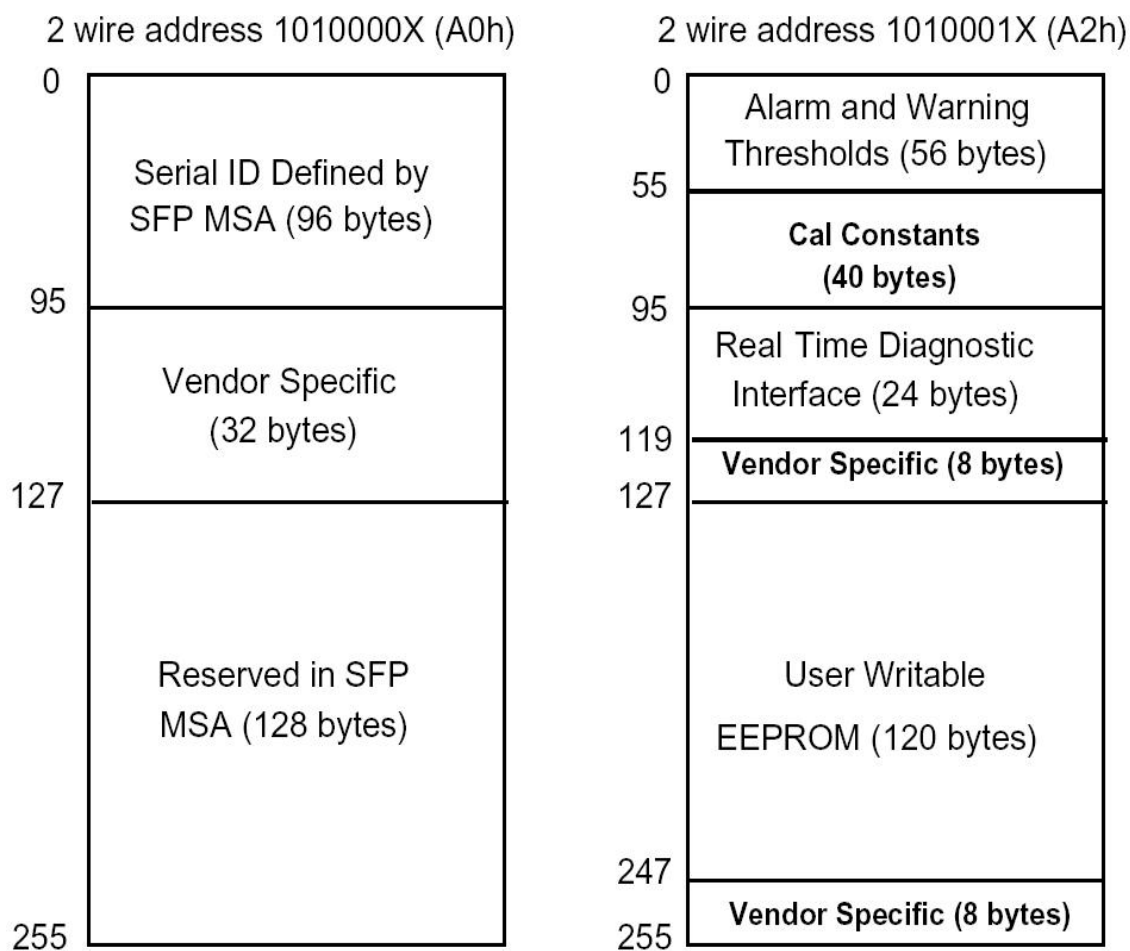 2 wire address 1010000X (A0h)
0
Serial ID Defined by
SFP MSA (96 bytes)
95
Vendor Specific
(32 bytes)
127
Reserved in SFP
MSA (128 bytes)
255
2 wire address 1010001X (A2h)
0
Alarm and Warning
Thresholds (56 bytes)
55
Cal Constants
(40 bytes)
95
Real Time Diagnostic
Interface (24 bytes)
119
Vendor Specific (8 bytes)
127
User Writable
EEPROM (120 bytes)
247
Vendor Specific (8 bytes)
255